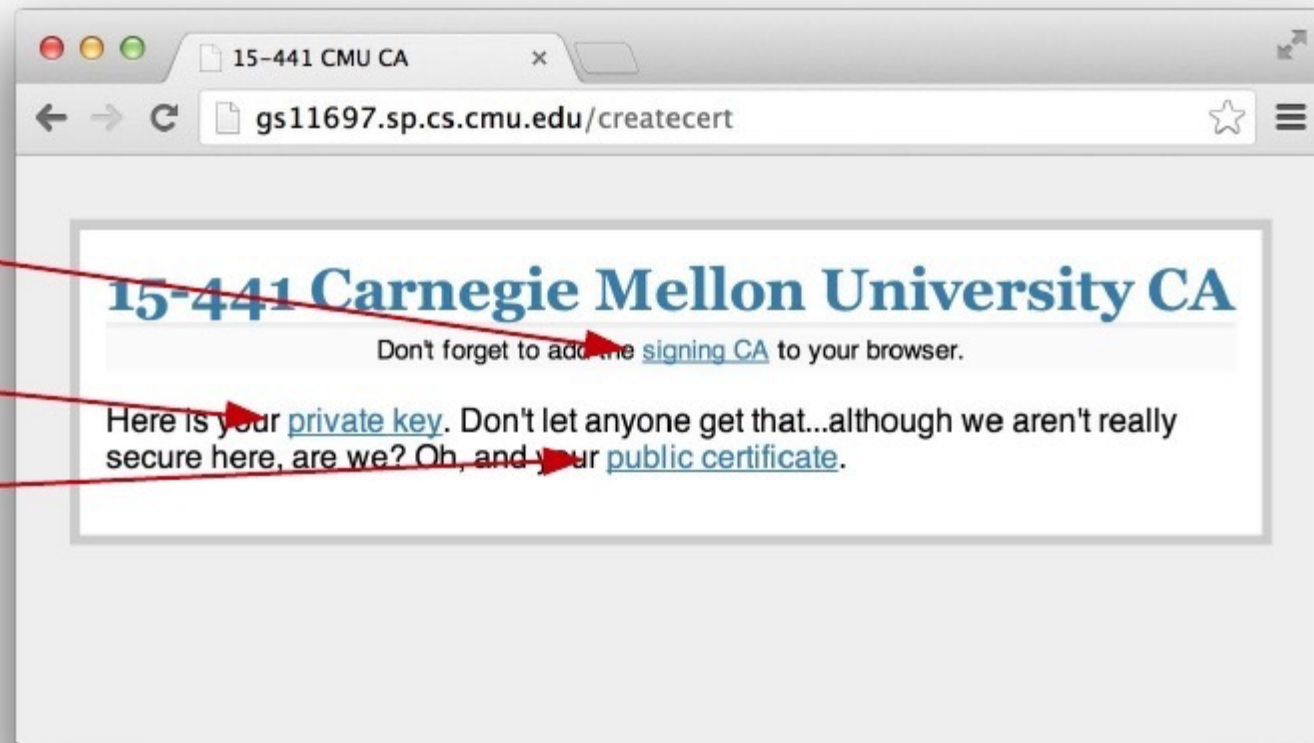 15-441 CMU CA
gs11697.sp.cs.cmu.edu/createcert
15-441 Carnegie Mellon University CA
Don't forget to add the signing CA to your browser.
Here is your private key. Don't let anyone get that...although we aren't really
secure here, are we? Oh, and your public certificate.